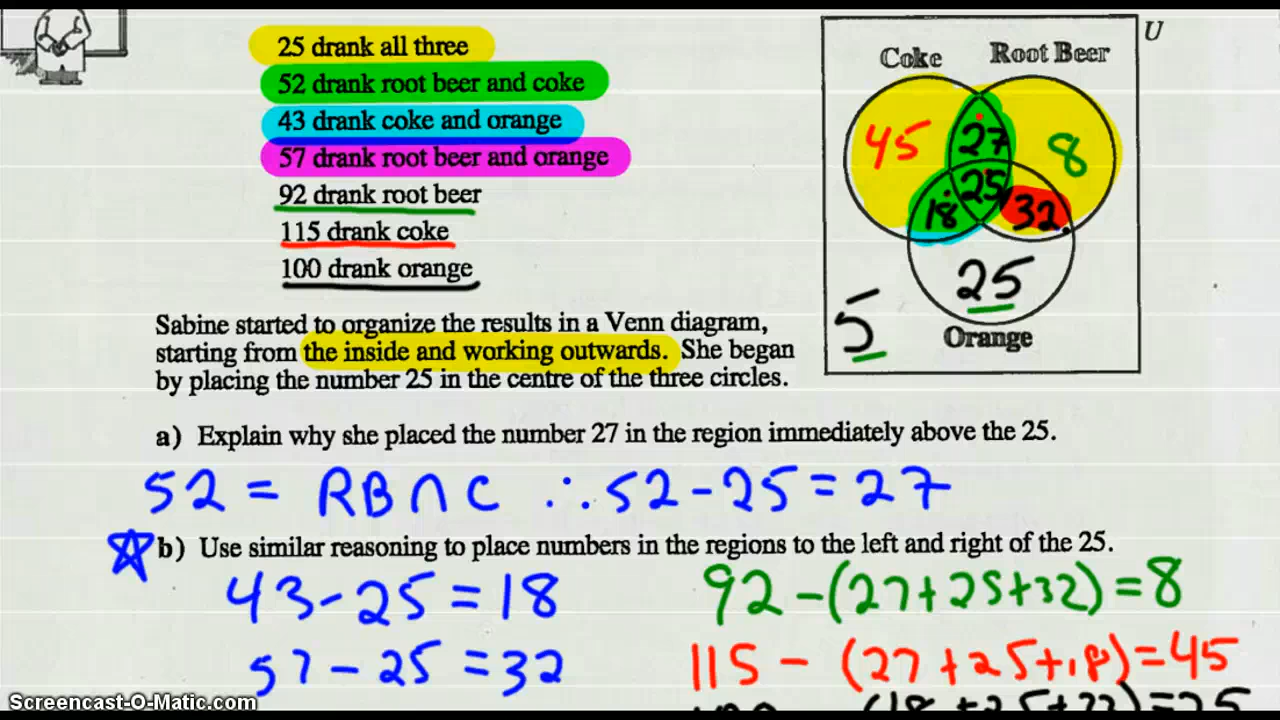 25 drank all three
52 drank root beer and coke
43 drank coke and orange
57 drank root beer and orange
92 drank root beer
115 drank coke
100 drank orange
U
Coke Root Beer
45 27 8
25
18 32
25
5
Orange
Sabine started to organize the results in a Venn diagram,
starting from the inside and working outwards. She began
by placing the number 25 in the centre of the three circles.
a) Explain why she placed the number 27 in the region immediately above the 25.
52 = RB ∩ C ∴ 52 - 25 = 27
b) Use similar reasoning to place numbers in the regions to the left and right of the 25.
43 - 25 = 18
92 - (27 + 25 + 32) = 8
57 - 25 = 32
115 - (27 + 25 + 18) = 45
(18 + 25 + 32) = 25
Screencast-O-Matic.com